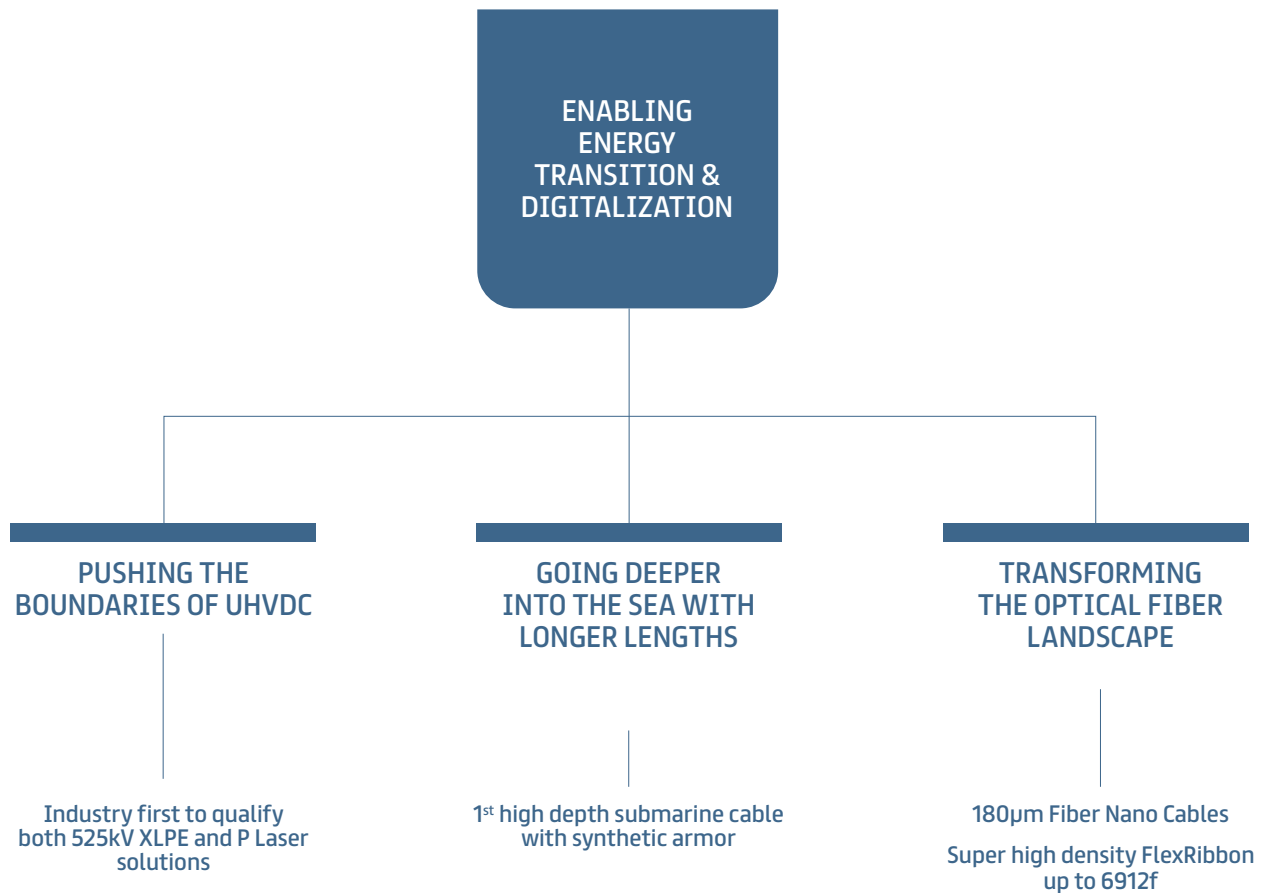 ENABLING
ENERGY
TRANSITION &
DIGITALIZATION
PUSHING THE
BOUNDARIES OF UHVDC
Industry first to qualify
both 525kV XLPE and P Laser
solutions
GOING DEEPER
INTO THE SEA WITH
LONGER LENGTHS
1st high depth submarine cable
with synthetic armor
TRANSFORMING
THE OPTICAL FIBER
LANDSCAPE
180µm Fiber Nano Cables
Super high density FlexRibbon
up to 6912f